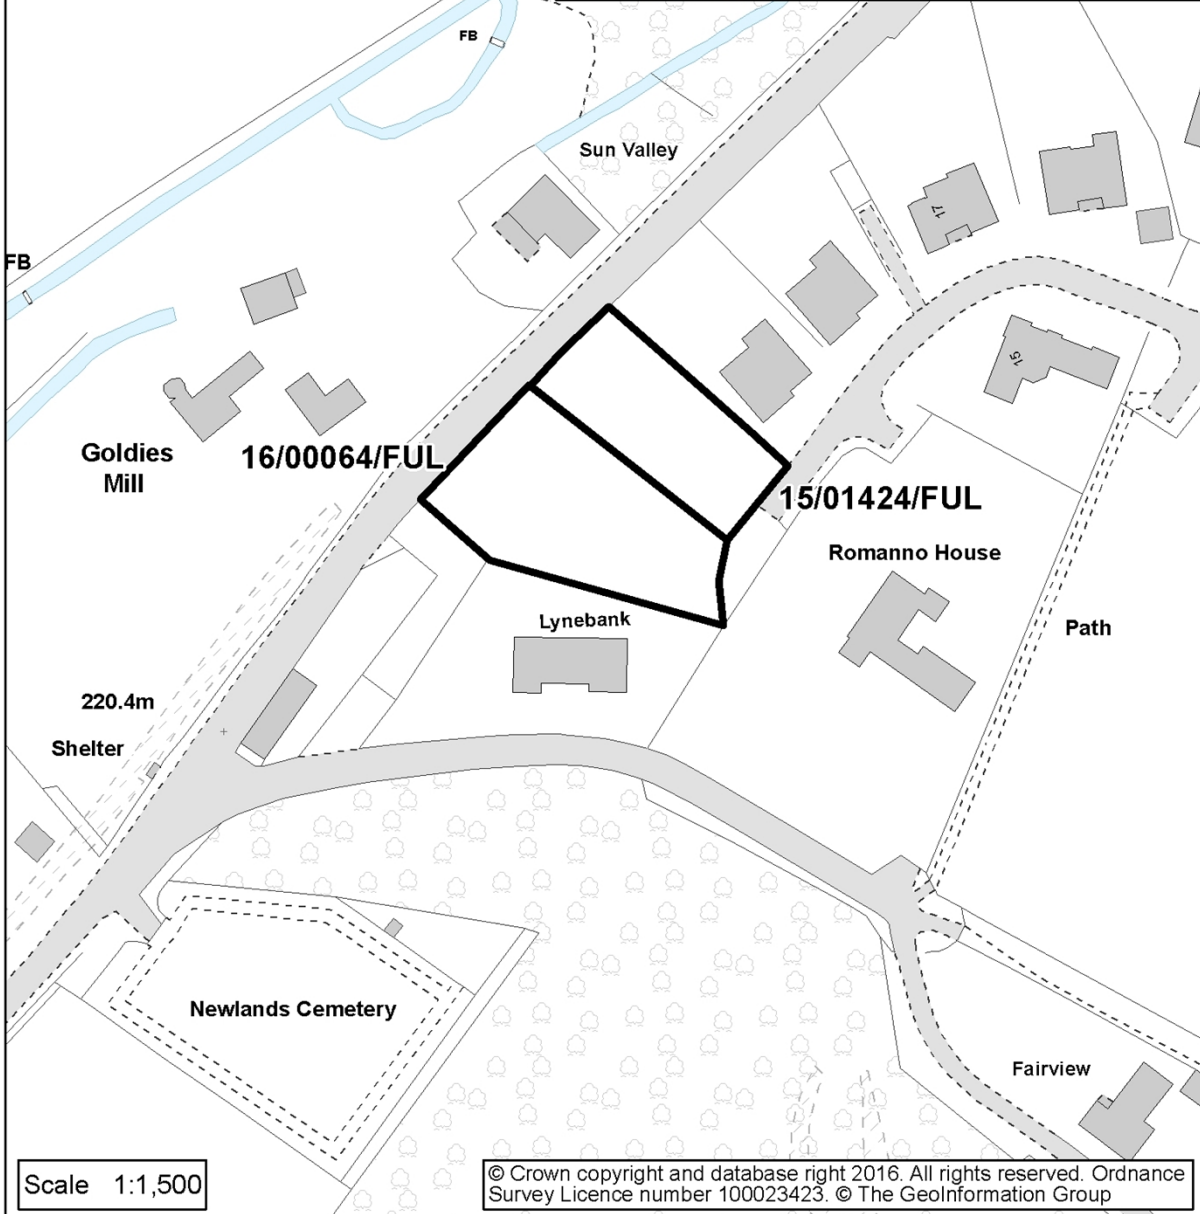 FB
Sun Valley
17
FB
15
Goldies
Mill
16/00064/FUL
15/01424/FUL
Romanno House
Lynebank
Path
220.4m
Shelter
Newlands Cemetery
Fairview
Scale 1:1,500
© Crown copyright and database right 2016. All rights reserved. Ordnance
Survey Licence number 100023423. © The GeoInformation Group